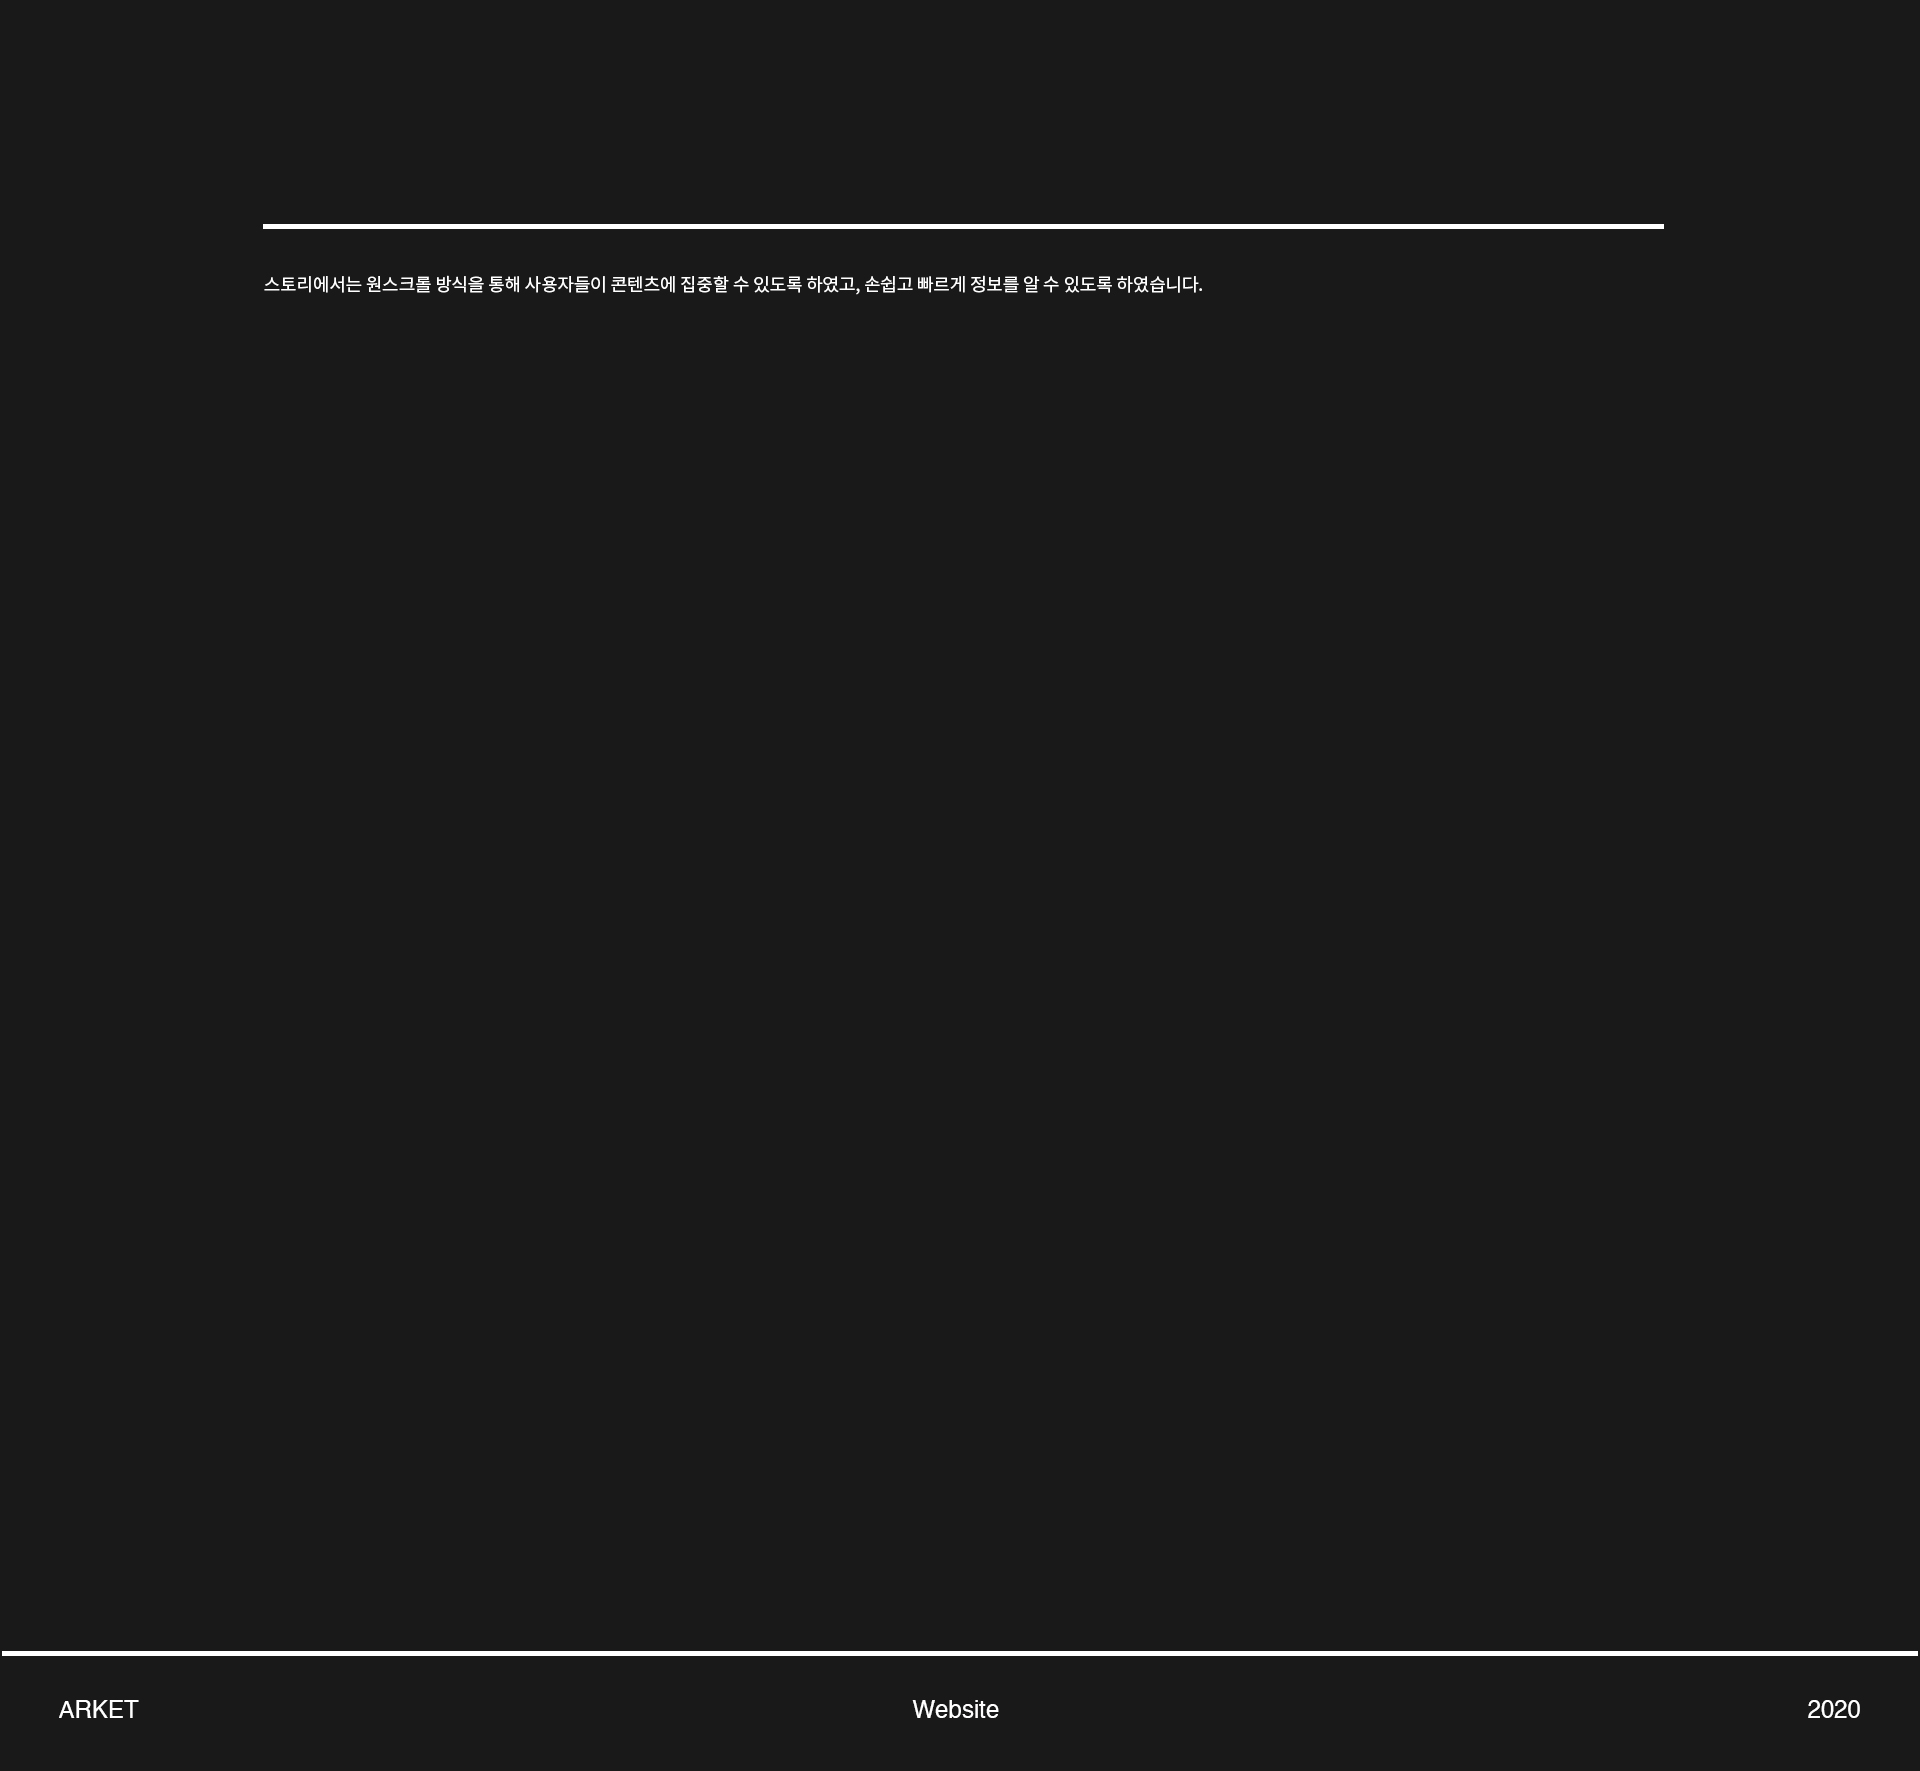 스토리에서는 원스크롤 방식을 통해 사용자들이 콘텐츠에 집중할 수 있도록 하였고, 손쉽고 빠르게 정보를 알 수 있도록 하였습니다.
ARKET
Website
2020